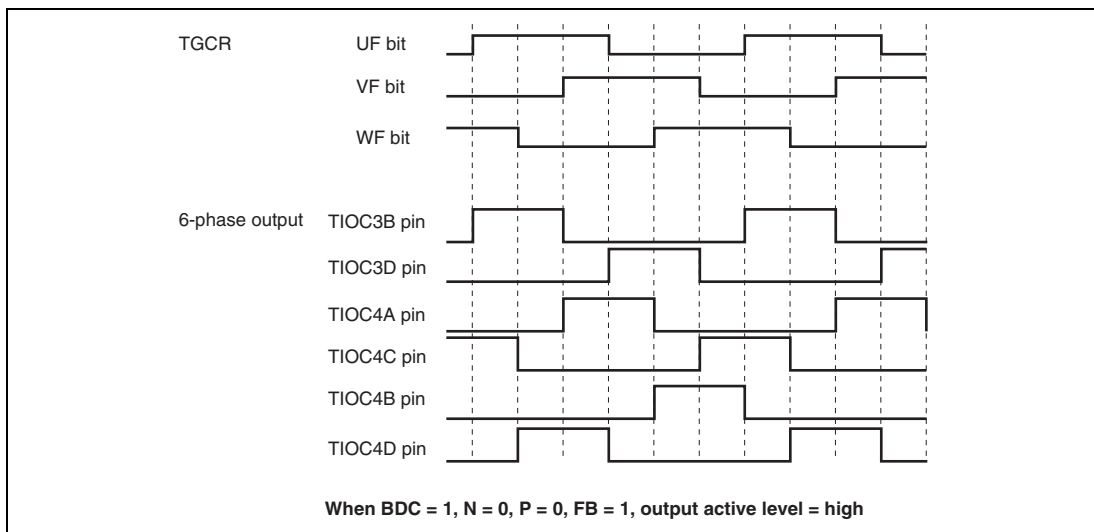 TGCR UF bit
VF bit
WF bit
6-phase output TIOC3B pin
TIOC3D pin
TIOC4A pin
TIOC4C pin
TIOC4B pin
TIOC4D pin
When BDC = 1, N = 0, P = 0, FB = 1, output active level = high